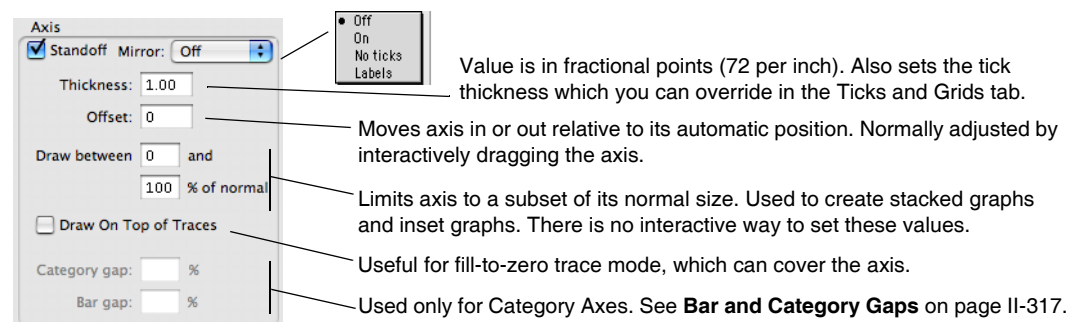 Axis
Standoff Mirror: Off
Off
On
No ticks
Labels
Thickness: 1.00
Value is in fractional points (72 per inch). Also sets the tick
thickness which you can override in the Ticks and Grids tab.
Offset: 0
Moves axis in or out relative to its automatic position. Normally adjusted by
interactively dragging the axis.
Draw between 0 and
100 % of normal
Limits axis to a subset of its normal size. Used to create stacked graphs
and inset graphs. There is no interactive way to set these values.
Draw On Top of Traces
Useful for fill-to-zero trace mode, which can cover the axis.
Category gap: %
Bar gap: %
Used only for Category Axes. See Bar and Category Gaps on page II-317.